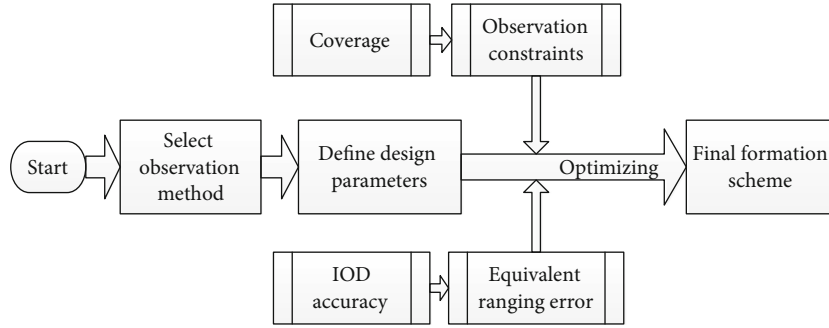 Coverage
Observation
constraints
Start
Select
observation
method
Define design
parameters
Optimizing
Final formation
scheme
IOD
accuracy
Equivalent
ranging error